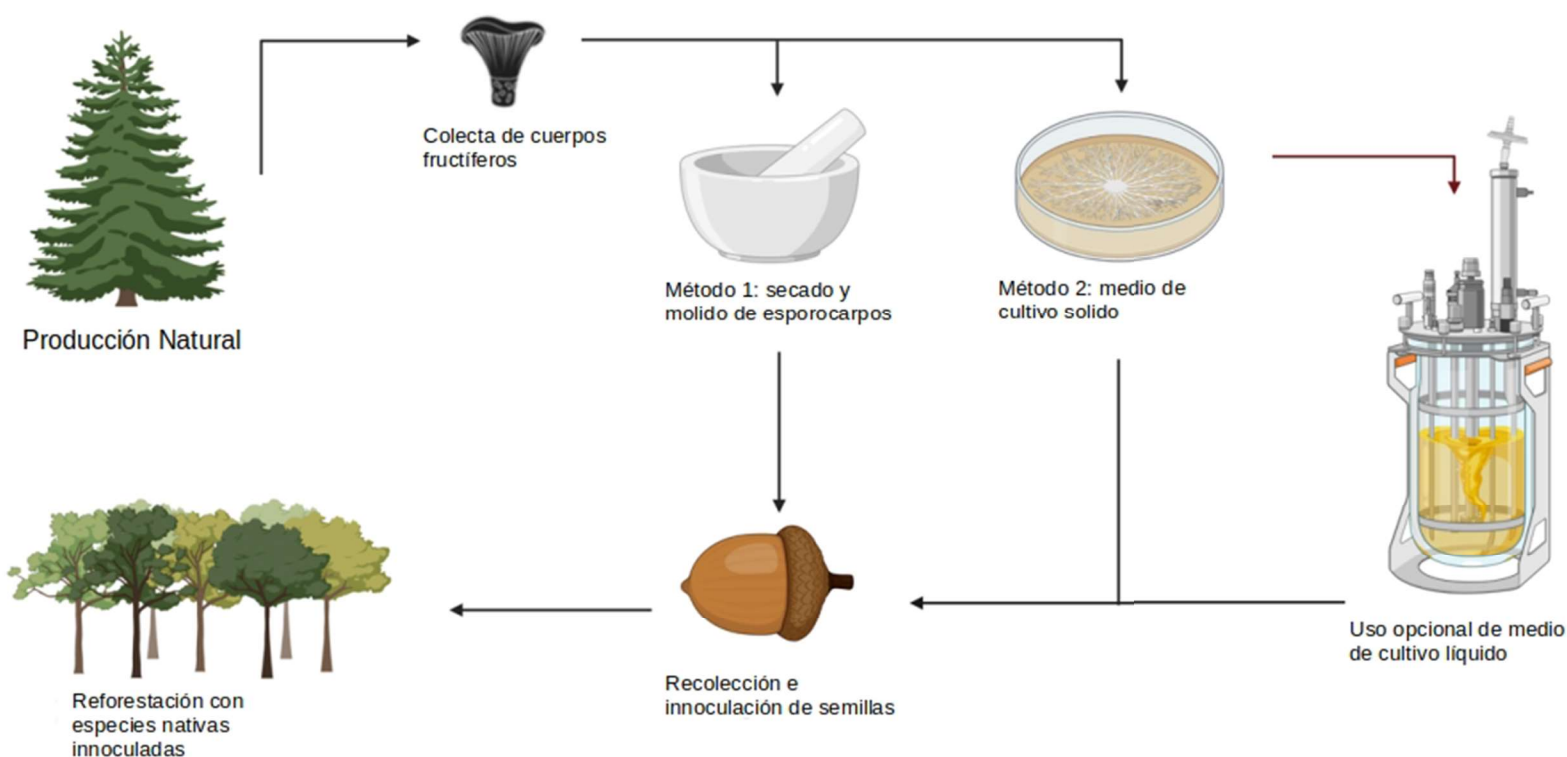 Colecta de cuerpos
fructíferos
Método 1: secado y
molido de esporocarpos
Método 2: medio de
cultivo solido
Producción Natural
Uso opcional de medio
de cultivo líquido
Recolección e
innoculación de semillas
Reforestación con
especies nativas
innoculadas